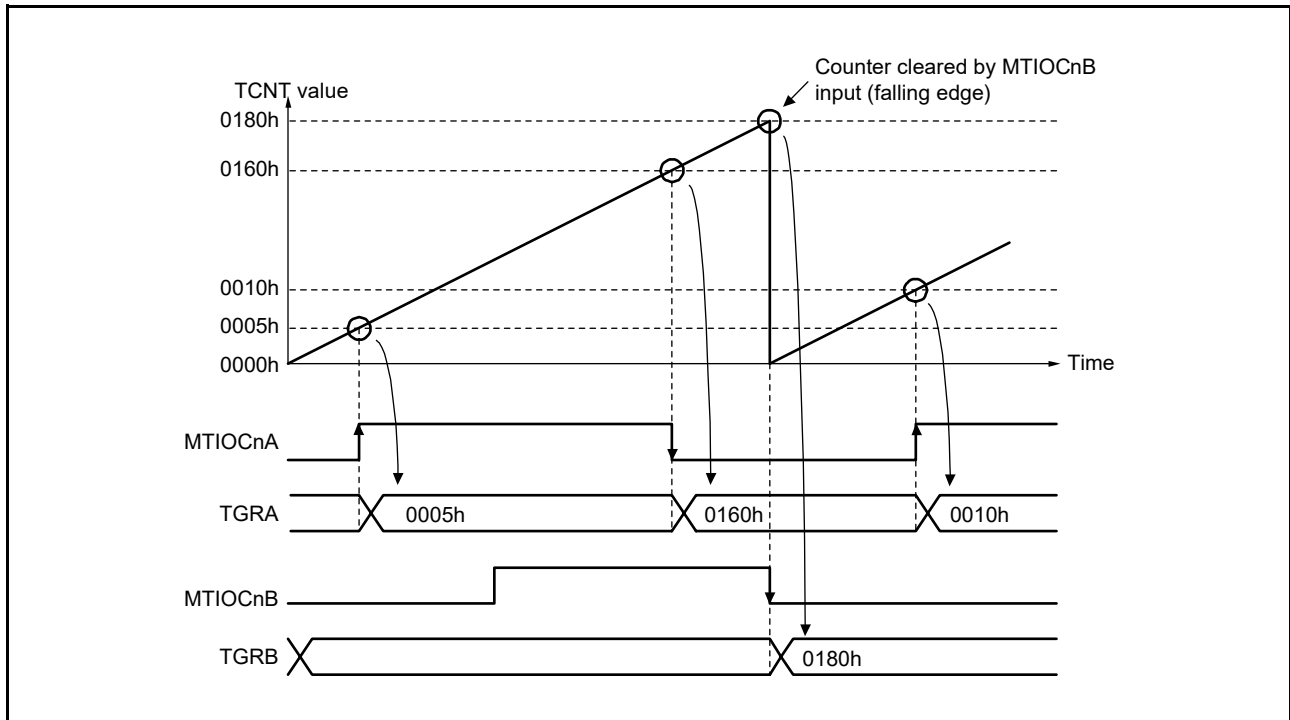 Counter cleared by MTIOCnB
input (falling edge)
TCNT value
0180h
0160h
0010h
0005h
0000h
Time
MTIOCnA
TGRA
0005h
0160h
0010h
MTIOCnB
TGRB
0180h